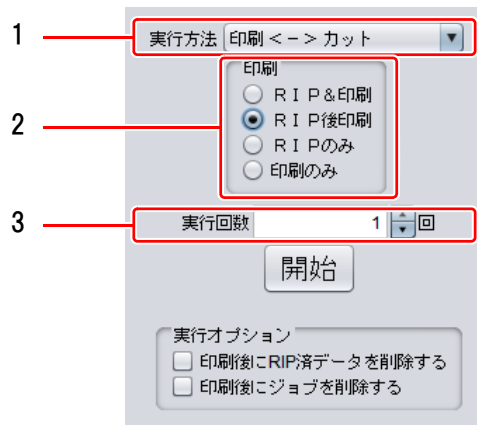 1
実行方法 印刷<->カット
印刷
2
RIP&印刷
RIP後印刷
RIPのみ
印刷のみ
3
実行回数 1 回
開始
実行オプション
印刷後にRIP済データを削除する
印刷後にジョブを削除する